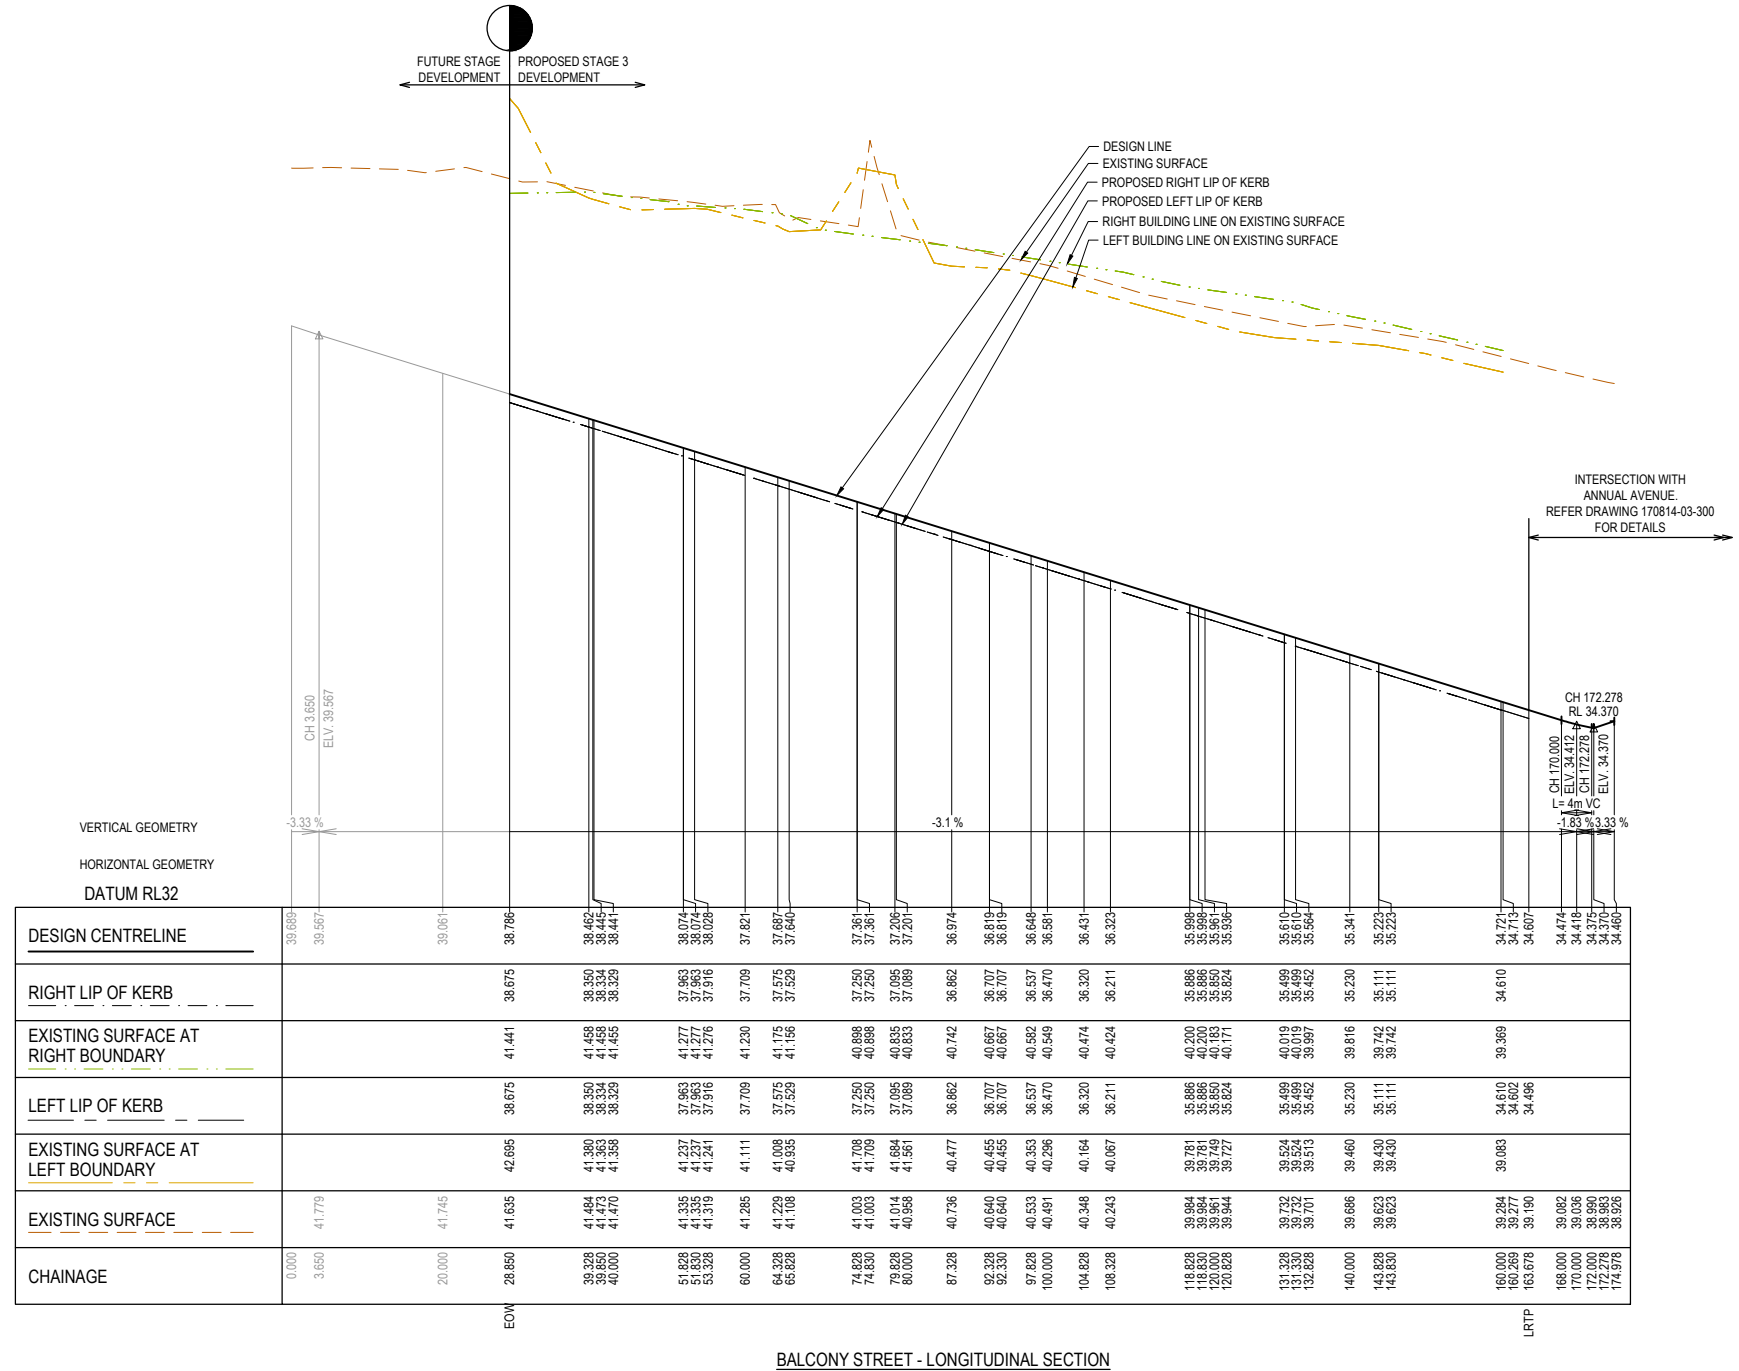 FUTURE STAGE
DEVELOPMENT
PROPOSED STAGE 3
DEVELOPMENT
DESIGN LINE
EXISTING SURFACE
PROPOSED RIGHT LIP OF KERB
PROPOSED LEFT LIP OF KERB
RIGHT BUILDING LINE ON EXISTING SURFACE
LEFT BUILDING LINE ON EXISTING SURFACE
INTERSECTION WITH
ANNUAL AVENUE.
REFER DRAWING 170814-03-300
FOR DETAILS
CH 3.650
ELV. 39.567
CH 172.278
RL 34.370
CH 170.000
ELV. 34.412
CH 172.278
ELV. 34.370
L= 4m VC
VERTICAL GEOMETRY
-3.33 %
-3.1 %
-1.83 %
3.33 %
HORIZONTAL GEOMETRY
DATUM RL32
DESIGN CENTRELINE
39.689 39.567 39.061 38.786 38.462 38.445 38.441 38.074 38.074 38.028 37.821 37.687 37.640 37.361 37.361 37.206 37.201 36.974 36.819 36.819 36.648 36.581 36.431 36.323 35.998 35.998 35.961 35.936 35.610 35.610 35.564 35.341 35.223 35.223 34.721 34.713 34.607 34.474 34.418 34.375 34.370 34.460
RIGHT LIP OF KERB
38.675 38.350 38.334 38.329 37.963 37.963 37.916 37.709 37.575 37.529 37.250 37.250 37.095 37.089 36.862 36.707 36.707 36.537 36.470 36.320 36.211 35.886 35.886 35.850 35.824 35.499 35.499 35.452 35.230 35.111 35.111 34.610
EXISTING SURFACE AT
RIGHT BOUNDARY
41.441 41.458 41.458 41.455 41.277 41.277 41.276 41.230 41.175 41.156 40.898 40.898 40.835 40.833 40.742 40.667 40.667 40.582 40.549 40.474 40.424 40.200 40.200 40.183 40.171 40.019 40.019 39.997 39.816 39.742 39.742 39.369
LEFT LIP OF KERB
38.675 38.350 38.334 38.329 37.963 37.963 37.916 37.709 37.575 37.529 37.250 37.250 37.095 37.089 36.862 36.707 36.707 36.537 36.470 36.320 36.211 35.886 35.886 35.850 35.824 35.499 35.499 35.452 35.230 35.111 35.111 34.610 34.602 34.496
EXISTING SURFACE AT
LEFT BOUNDARY
42.695 41.380 41.363 41.358 41.237 41.237 41.241 41.111 41.008 40.935 41.708 41.709 41.684 41.561 40.477 40.455 40.455 40.353 40.296 40.164 40.067 39.781 39.781 39.749 39.727 39.524 39.524 39.513 39.460 39.430 39.430 39.083
EXISTING SURFACE
41.779 41.745 41.635 41.484 41.473 41.470 41.335 41.335 41.319 41.285 41.229 41.108 41.003 41.003 41.014 40.958 40.736 40.640 40.640 40.533 40.491 40.348 40.243 39.984 39.984 39.961 39.944 39.732 39.732 39.701 39.686 39.623 39.623 39.284 39.277 39.190 39.082 39.036 38.990 38.983 38.926
CHAINAGE
0.000 3.650 20.000 28.850 39.328 39.850 40.000 51.828 51.830 53.328 60.000 64.328 65.828 74.828 74.830 79.828 80.000 87.328 92.328 92.330 97.828 100.000 104.828 108.328 118.828 118.830 120.000 120.828 131.328 131.330 132.828 140.000 143.828 143.830 160.000 160.269 163.678 168.000 170.000 172.000 172.278 174.978
EOW
LRTP
BALCONY STREET - LONGITUDINAL SECTION